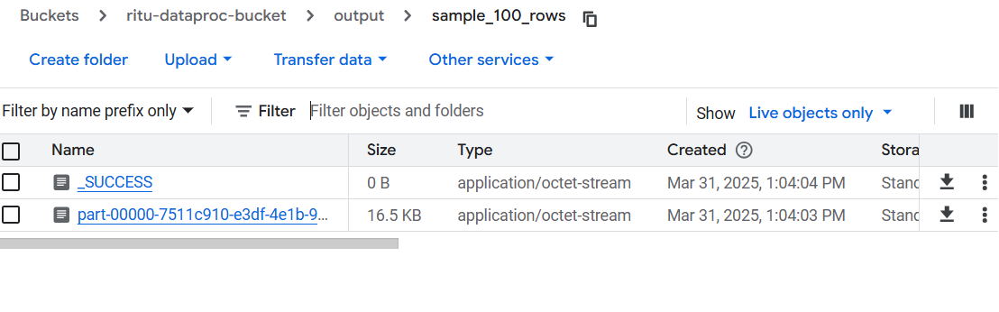 Buckets > ritu-dataproc-bucket > output > sample_100_rows
Create folder Upload Transfer data Other services
Filter by name prefix only Filter Filter objects and folders Show Live objects only
Name Size Type Created Stora
_SUCCESS 0 B application/octet-stream Mar 31, 2025, 1:04:04 PM Stand
part-00000-7511c910-e3df-4e1b-9... 16.5 KB application/octet-stream Mar 31, 2025, 1:04:03 PM Stand